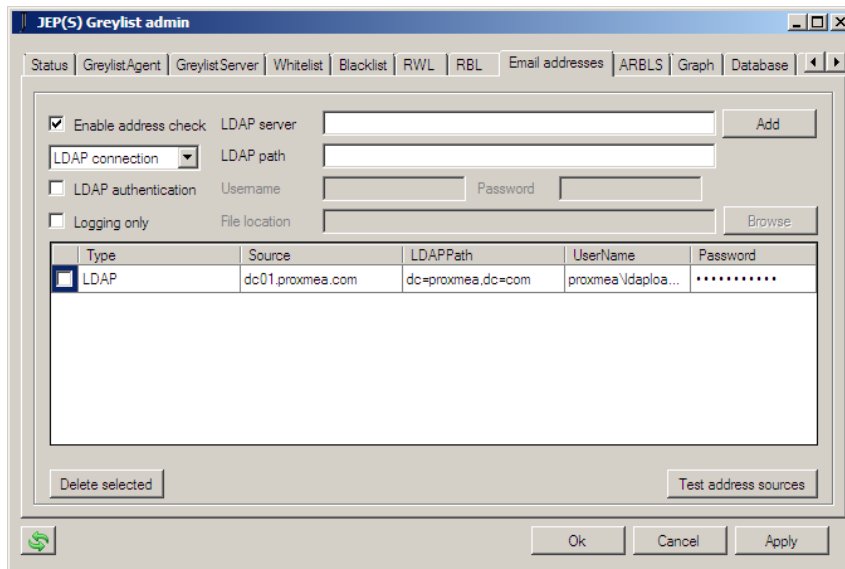 JEP(S) Greylist admin
Status GreylistAgent GreylistServer Whitelist Blacklist RWL RBL Email addresses ARBLS Graph Database
Enable address check LDAP server Add
LDAP connection LDAP path
LDAP authentication Username Password
Logging only File location Browse
Type Source LDAPPath UserName Password
LDAP dc01.proxmea.com dc=proxmea,dc=com proxmea\ldaploa... •••••••••••
Delete selected Test address sources
Ok Cancel Apply